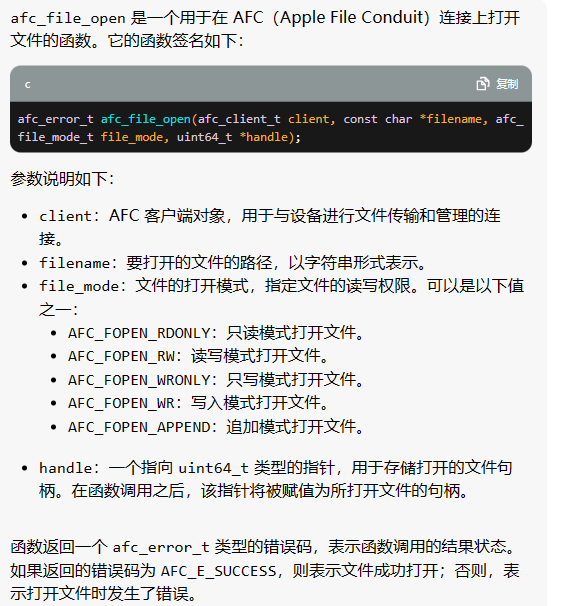 afc_file_open 是一个用于在 AFC（Apple File Conduit）连接上打开
文件的函数。它的函数签名如下：
c
复制
afc_error_t afc_file_open(afc_client_t client, const char *filename, afc_
file_mode_t file_mode, uint64_t *handle);
参数说明如下：
• client：AFC 客户端对象，用于与设备进行文件传输和管理的连
接。
• filename：要打开的文件的路径，以字符串形式表示。
• file_mode：文件的打开模式，指定文件的读写权限。可以是以下值
之一：
• AFC_FOPEN_RDONLY：只读模式打开文件。
• AFC_FOPEN_RW：读写模式打开文件。
• AFC_FOPEN_WRONLY：只写模式打开文件。
• AFC_FOPEN_WR：写入模式打开文件。
• AFC_FOPEN_APPEND：追加模式打开文件。
• handle：一个指向 uint64_t 类型的指针，用于存储打开的文件句
柄。在函数调用之后，该指针将被赋值为所打开文件的句柄。
函数返回一个 afc_error_t 类型的错误码，表示函数调用的结果状态。
如果返回的错误码为 AFC_E_SUCCESS，则表示文件成功打开；否则，表
示打开文件时发生了错误。